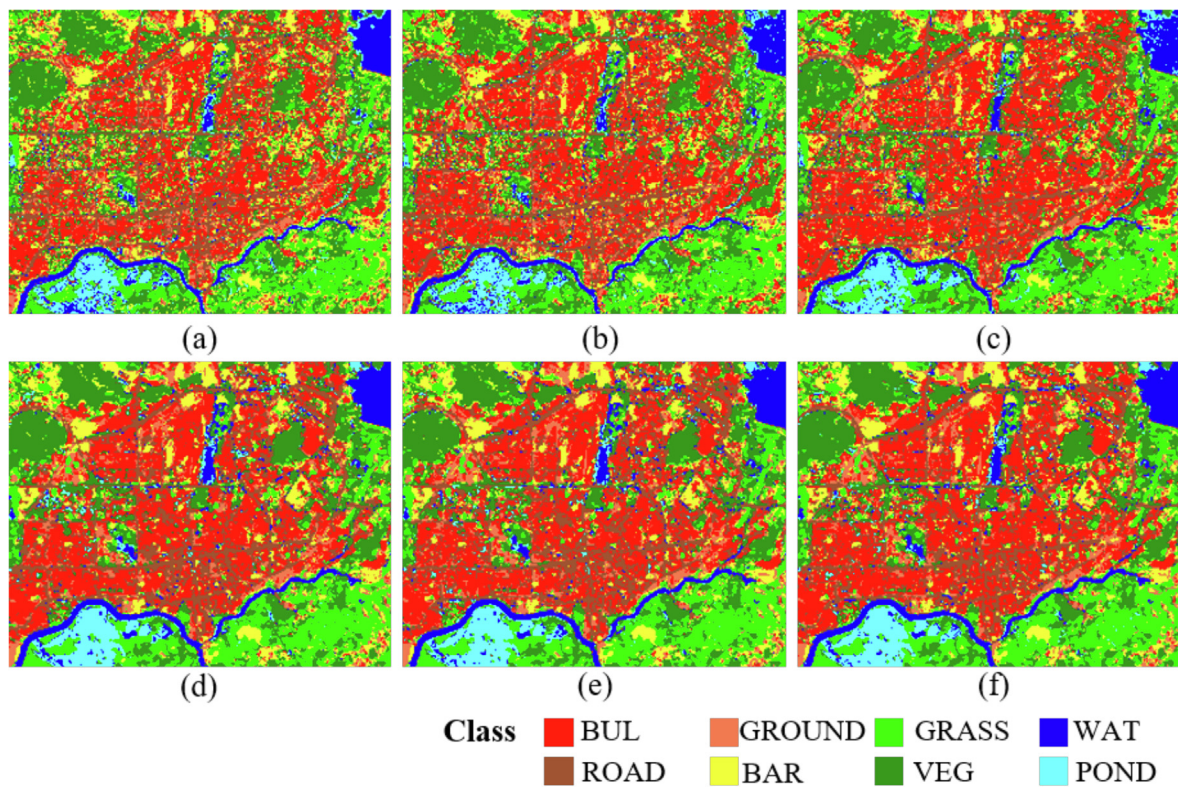 (a) (b) (c)
(d) (e) (f)
Class BUL GROUND GRASS WAT
ROAD BAR VEG POND